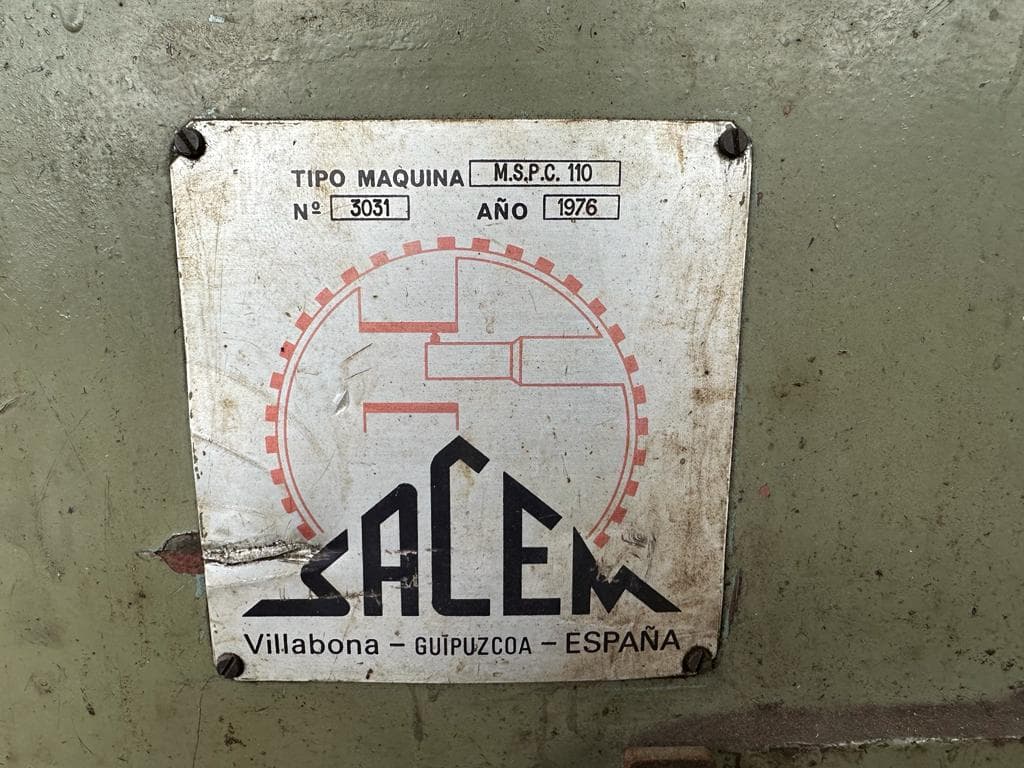 TIPO MAQUINA M.S.P.C. 110
Nº 3031 AÑO 1976
SACEM
Villabona - GUIPUZCOA - ESPAÑA